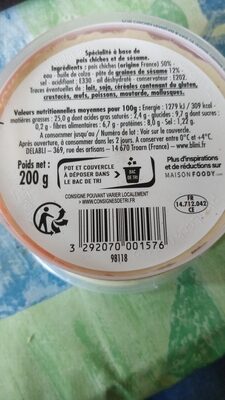 Spécialité à base de
pois chiches et de sésame.
Ingrédients : pois chiches (origine France) 50% -
eau - huile de colza - pâte de graines de sésame 12%
sel - acidifiant : E330 - ail déshydraté - conservateur : E202.
Traces éventuelles de : lait, soja, céréales contenant du gluten,
crustacés, œufs, poissons, moutarde, mollusques.
Valeurs nutritionnelles moyennes pour 100g : Energie : 1279 kJ / 309 kcal -
matières grasses : 25,0 g dont acides gras saturés : 2,4 g - glucides : 9,7 g dont sucres :
0,2 g - fibres alimentaires : 6,7 g - protéines : 8,0 g - Sel : 1,22 g.
A consommer jusqu'au / Numéro de lot : Voir sur le couvercle.
Après ouverture, à consommer dans les 2 jours. A conserver entre 0°C et +4°C.
DELABLI – 369, rue des artisans – 14 670 Troarn (France) – www.blini.fr
Poids net :
200 g
POT ET COUVERCLE
À DÉPOSER DANS
LE BAC DE TRI
BAC
DE TRI
Plus d'inspirations
et de réductions sur
MAISON FOODY.com
CONSIGNE POUVANT VARIER LOCALEMENT
WWW.CONSIGNESDETRI.FR
FR
14.712.042
CE
3 292070 001576
98118